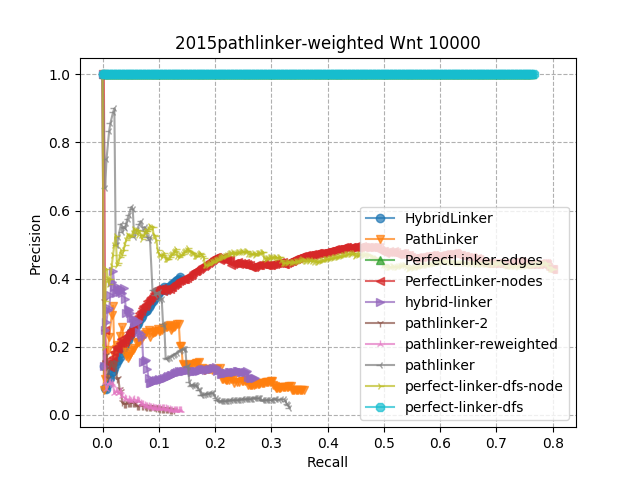 2015pathlinker-weighted Wnt 10000
Precision
1.0
0.8
0.6
0.4
0.2
0.0
HybridLinker
PathLinker
PerfectLinker-edges
PerfectLinker-nodes
hybrid-linker
pathlinker-2
pathlinker-reweighted
pathlinker
perfect-linker-dfs-node
perfect-linker-dfs
0.0 0.1 0.2 0.3 0.4 0.5 0.6 0.7 0.8
Recall